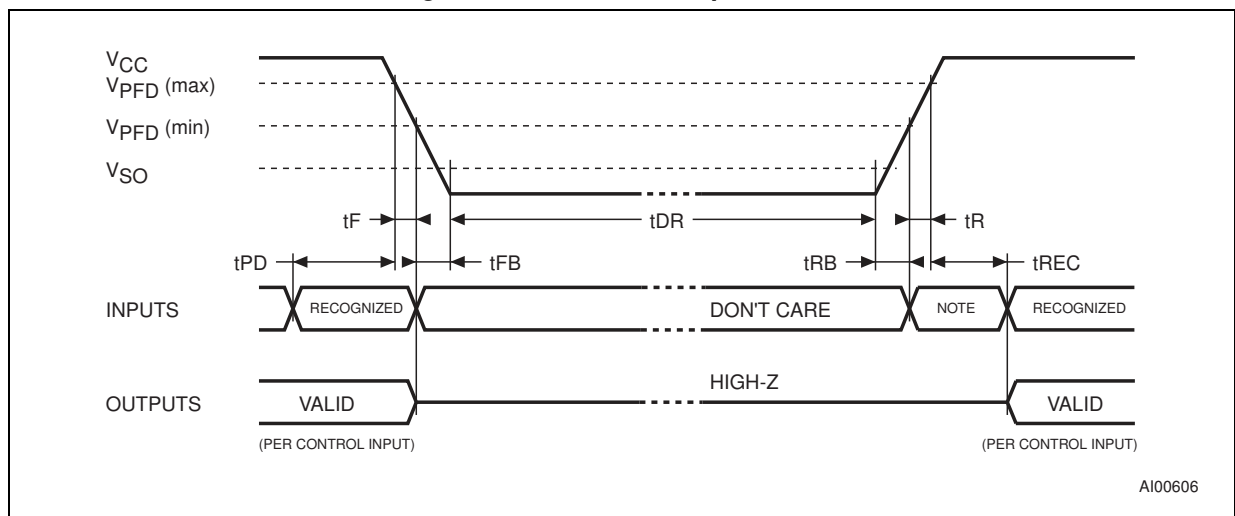 VCC
VPFD (max)
VPFD (min)
VSO
tF
tDR
tR
tPD
tFB
tRB
tREC
INPUTS
RECOGNIZED
DON'T CARE
NOTE
RECOGNIZED
HIGH-Z
OUTPUTS
VALID
VALID
(PER CONTROL INPUT)
(PER CONTROL INPUT)
AI00606